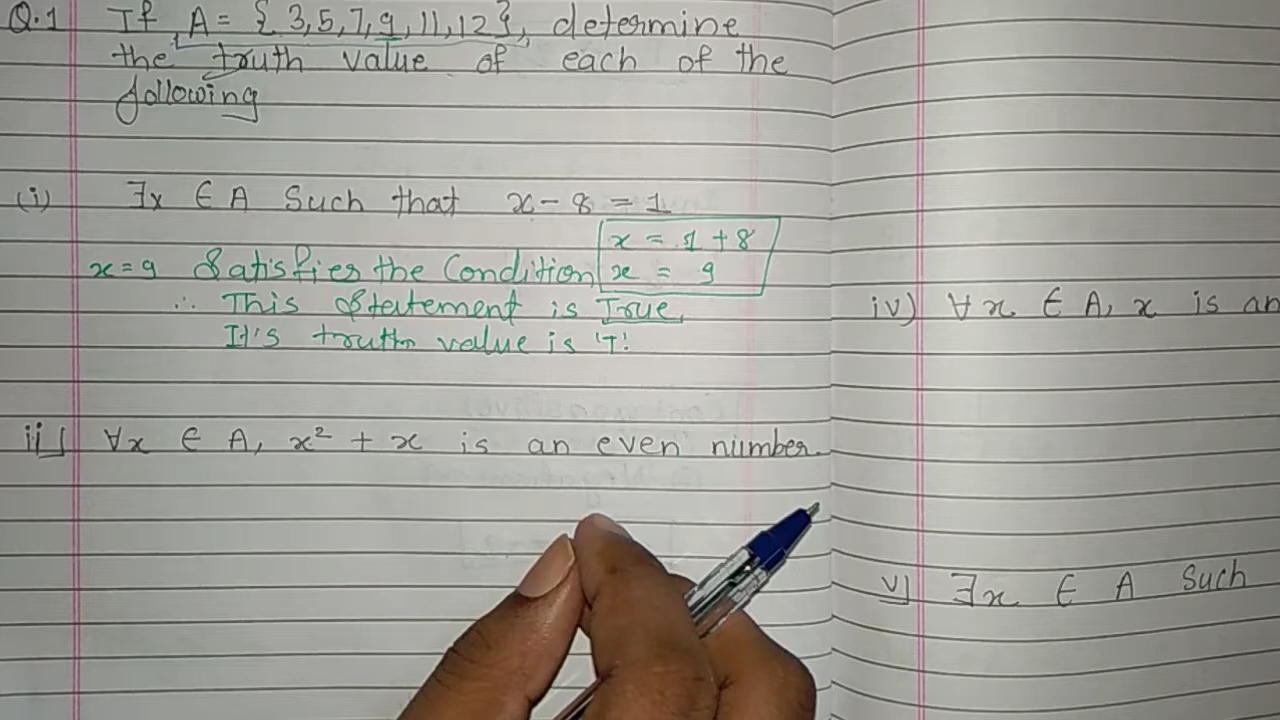 Q.1 If A = { 3,5,7,9,11,12}, determine
the truth value of each of the
following
(i) ∃x ∈ A Such that x - 8 = 1
x = 1 + 8
x=9 Satisfies the Condition x = 9
∴ This Statement is True.
It's truth value is 'T'.
ii] ∀x ∈ A, x² + x is an even number.
iv) ∀x ∈ A, x is an
v] ∃x ∈ A Such